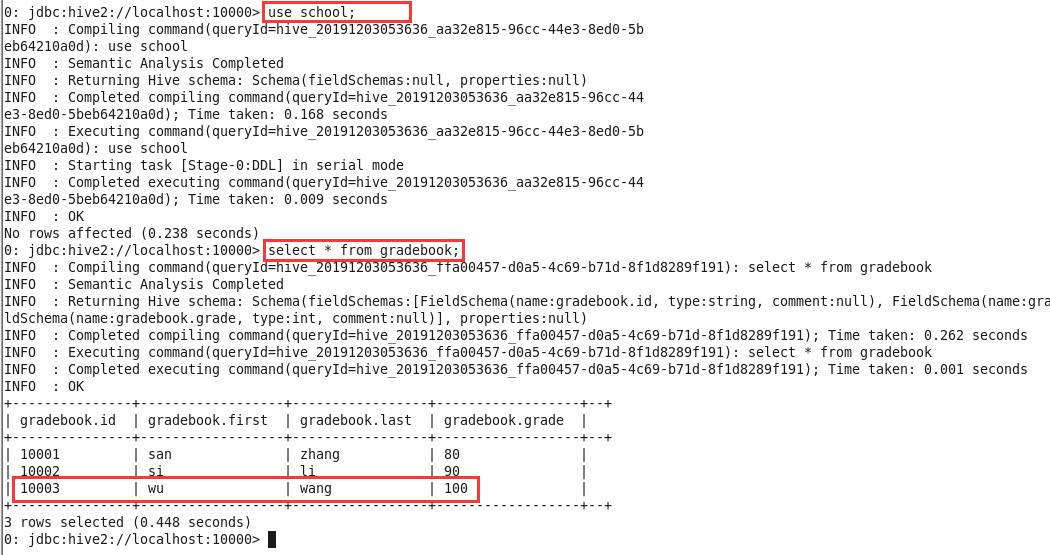 0: jdbc:hive2://localhost:10000> use school;
INFO  : Compiling command(queryId=hive_20191203053636_aa32e815-96cc-44e3-8ed0-5b
eb64210a0d): use school
INFO  : Semantic Analysis Completed
INFO  : Returning Hive schema: Schema(fieldSchemas:null, properties:null)
INFO  : Completed compiling command(queryId=hive_20191203053636_aa32e815-96cc-44
e3-8ed0-5beb64210a0d); Time taken: 0.168 seconds
INFO  : Executing command(queryId=hive_20191203053636_aa32e815-96cc-44e3-8ed0-5b
eb64210a0d): use school
INFO  : Starting task [Stage-0:DDL] in serial mode
INFO  : Completed executing command(queryId=hive_20191203053636_aa32e815-96cc-44
e3-8ed0-5beb64210a0d); Time taken: 0.009 seconds
INFO  : OK
No rows affected (0.238 seconds)
0: jdbc:hive2://localhost:10000> select * from gradebook;
INFO  : Compiling command(queryId=hive_20191203053636_ffa00457-d0a5-4c69-b71d-8f1d8289f191): select * from gradebook
INFO  : Semantic Analysis Completed
INFO  : Returning Hive schema: Schema(fieldSchemas:[FieldSchema(name:gradebook.id, type:string, comment:null), FieldSchema(name:gra
ldSchema(name:gradebook.grade, type:int, comment:null)], properties:null)
INFO  : Completed compiling command(queryId=hive_20191203053636_ffa00457-d0a5-4c69-b71d-8f1d8289f191); Time taken: 0.262 seconds
INFO  : Executing command(queryId=hive_20191203053636_ffa00457-d0a5-4c69-b71d-8f1d8289f191): select * from gradebook
INFO  : Completed executing command(queryId=hive_20191203053636_ffa00457-d0a5-4c69-b71d-8f1d8289f191); Time taken: 0.001 seconds
INFO  : OK
+---------------+------------------+-----------------+------------------+--+
| gradebook.id  | gradebook.first  | gradebook.last  | gradebook.grade  |
+---------------+------------------+-----------------+------------------+--+
| 10001         | san              | zhang           | 80               |
| 10002         | si               | li              | 90               |
| 10003         | wu               | wang            | 100              |
+---------------+------------------+-----------------+------------------+--+
3 rows selected (0.448 seconds)
0: jdbc:hive2://localhost:10000>